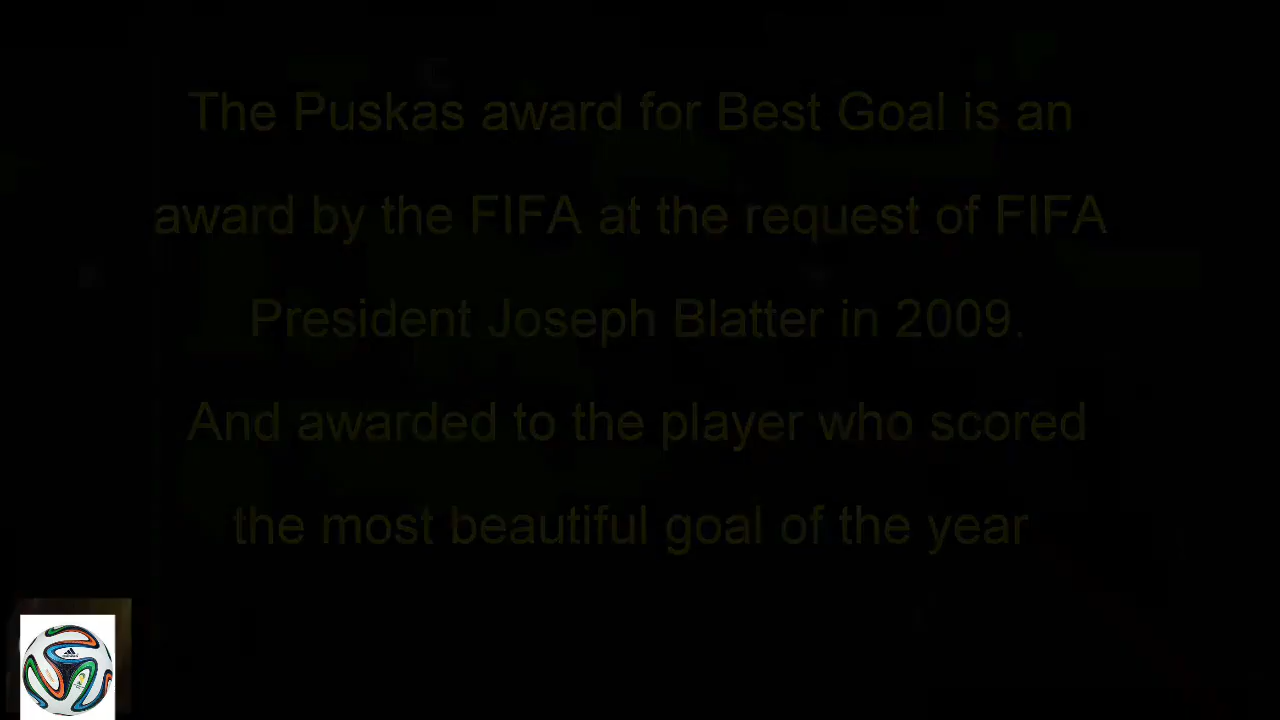 The Puskas award for Best Goal is an
award by the FIFA at the request of FIFA
President Joseph Blatter in 2009.
And awarded to the player who scored
the most beautiful goal of the year